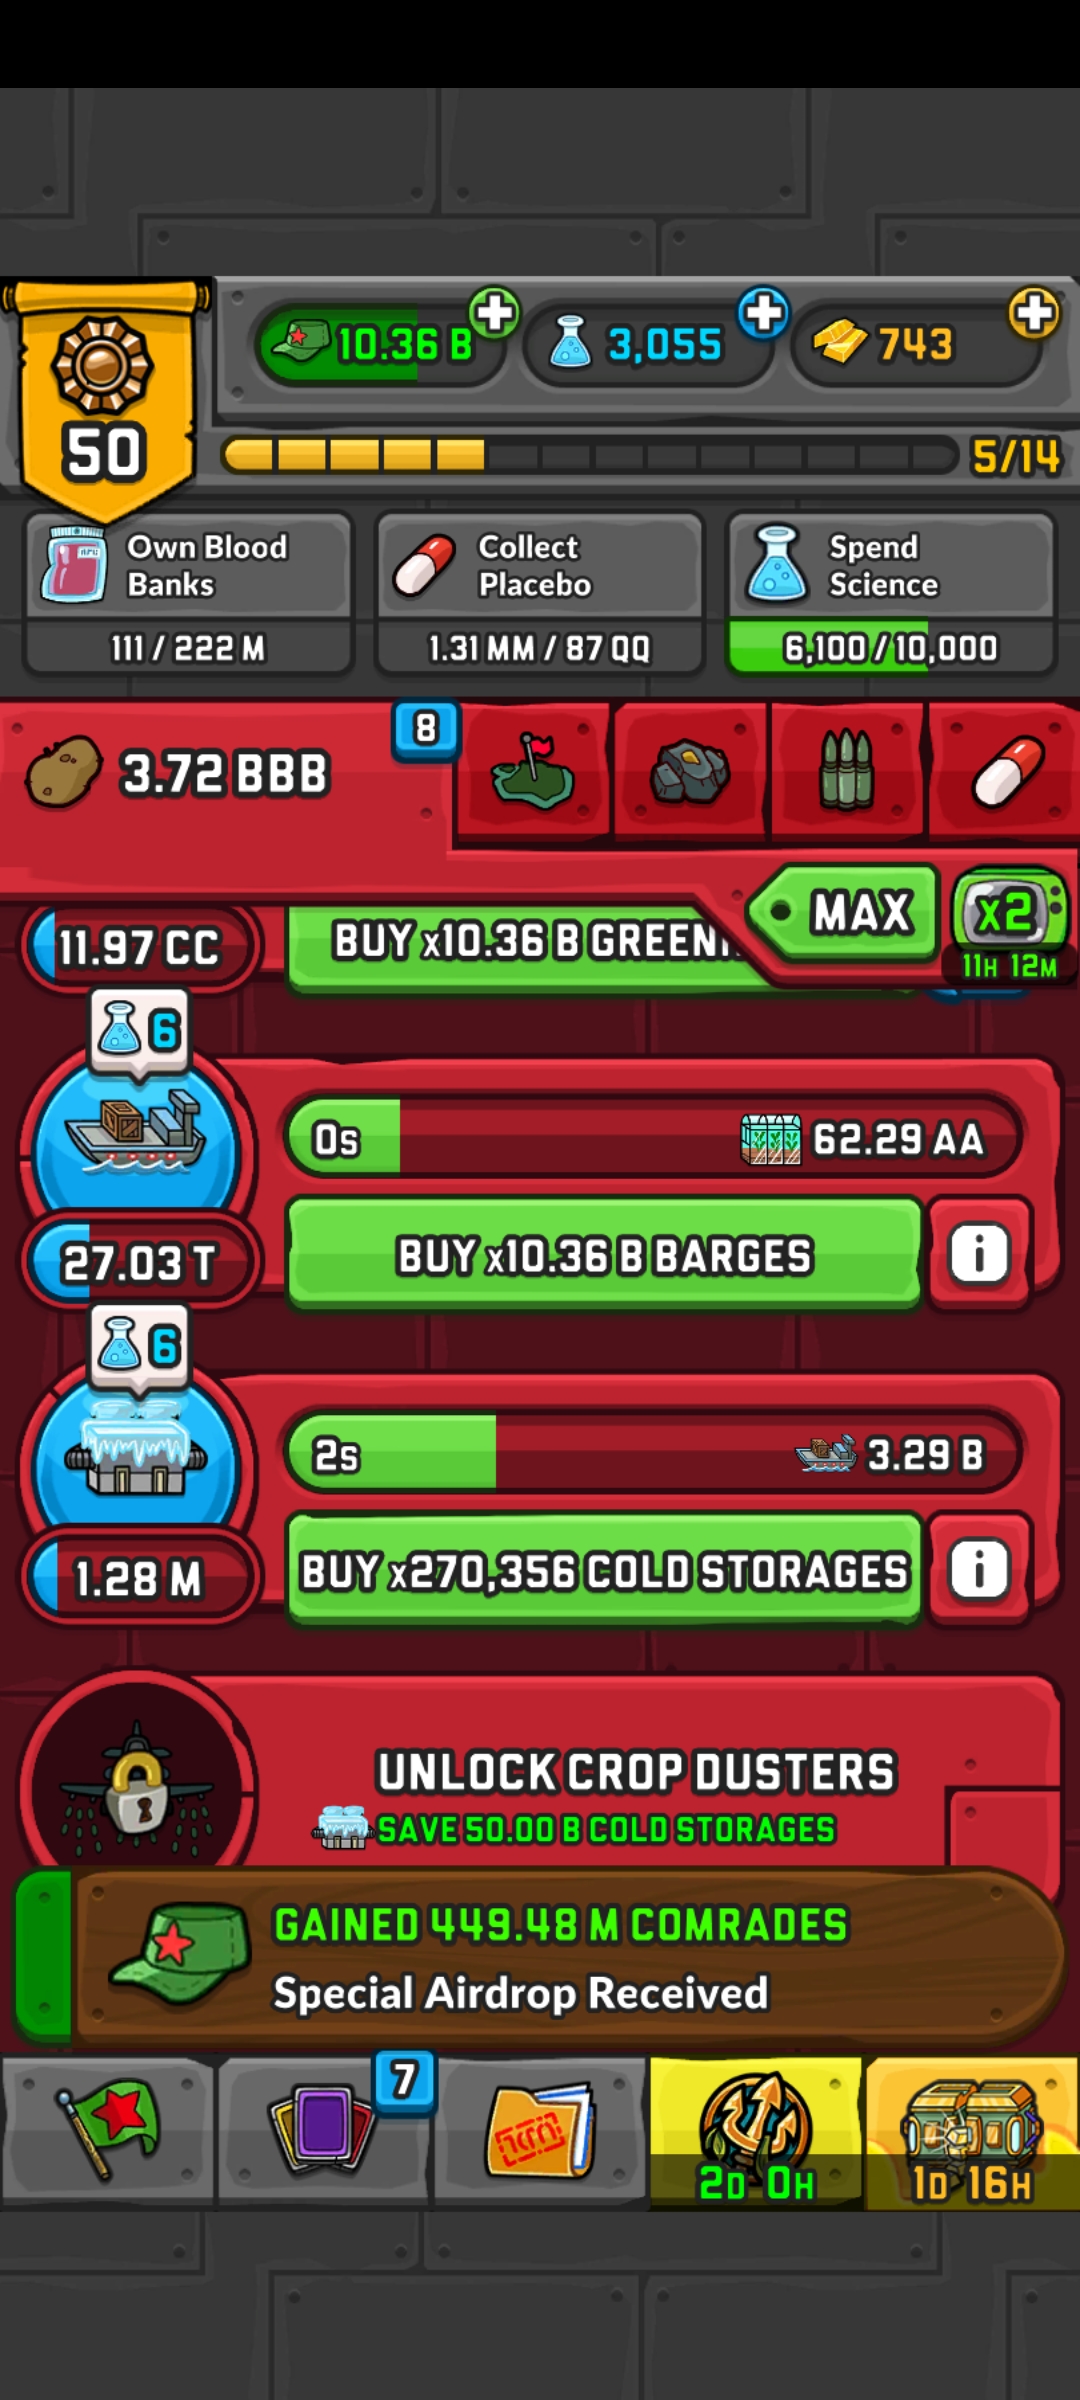 10.36 B
3,055
743
50
5/14
Own Blood
Banks
111 / 222 M
Collect
Placebo
1.31 MM / 87 QQ
Spend
Science
6,100 / 10,000
3.72 BBB
8
MAX
x2
11H 12M
11.97 CC
BUY x10.36 B
6
0s
62.29 AA
27.03 T
BUY x10.36 B BARGES
i
6
2s
3.29 B
1.28 M
BUY x270,356 COLD STORAGES
i
UNLOCK CROP DUSTERS
SAVE 50.00 B COLD STORAGES
GAINED 449.48 M COMRADES
Special Airdrop Received
7
2D 0H
1D 16H